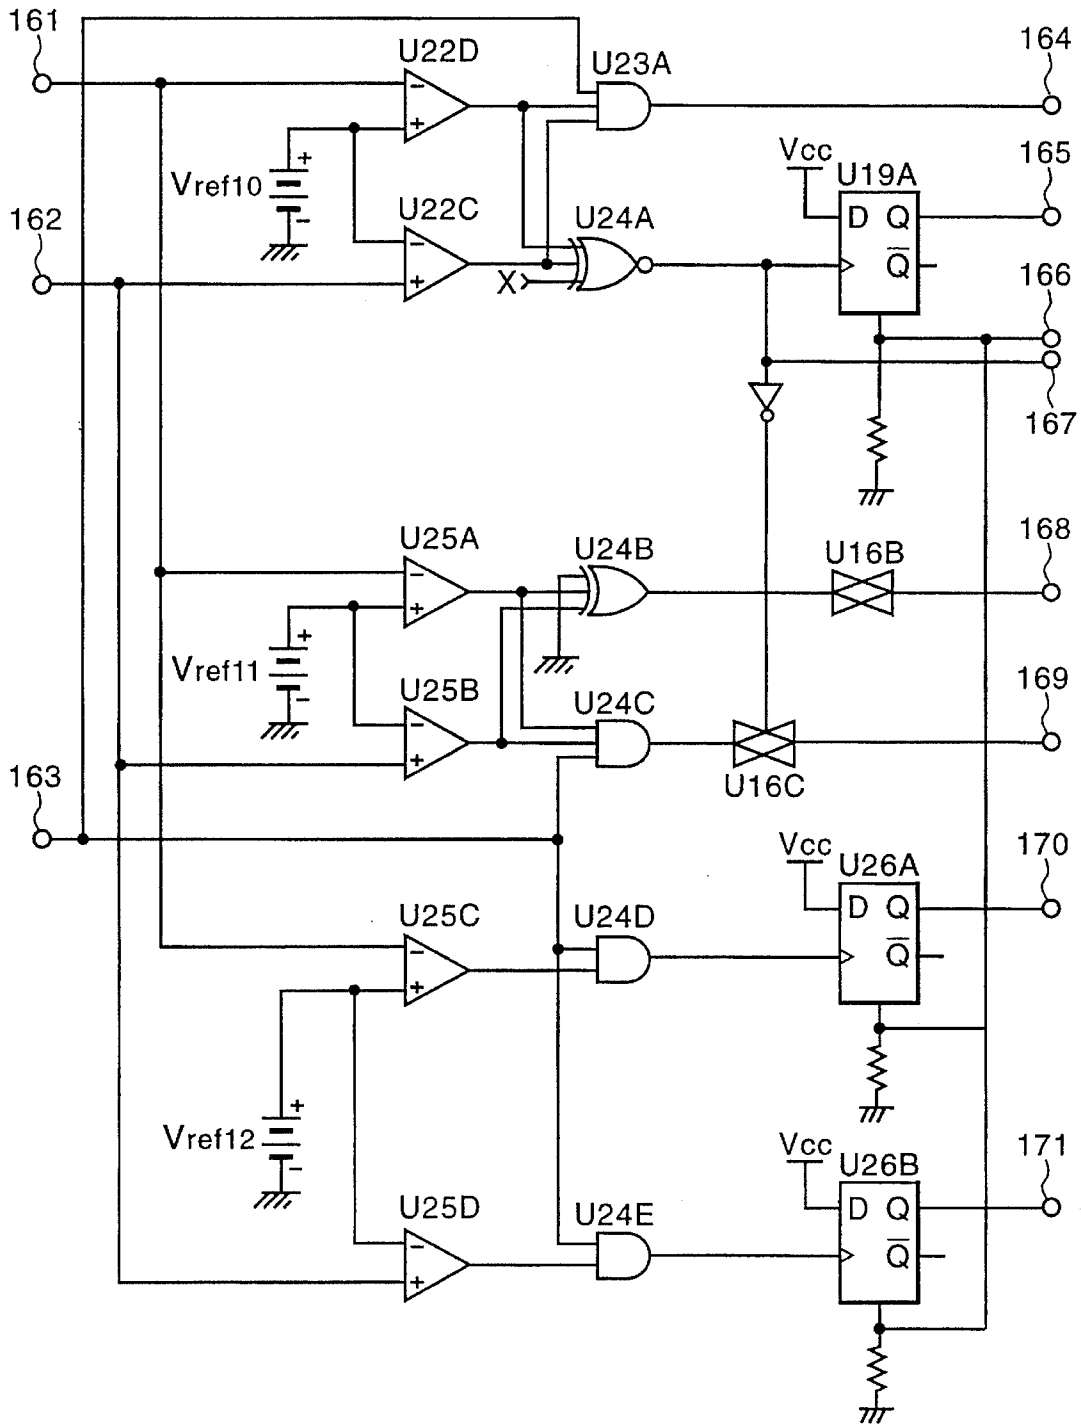 161
U22D
U23A
164
−
+
Vcc
U19A
165
+
Vref10
−
U22C
U24A
D Q
162
−
+
X
Q
166
167
U25A
U24B
U16B
168
−
+
+
Vref11
−
U25B
U24C
169
−
+
163
U16C
Vcc
U26A
170
U25C
U24D
D Q
−
+
Q
+
Vref12
−
Vcc
U26B
171
U25D
U24E
D Q
−
+
Q